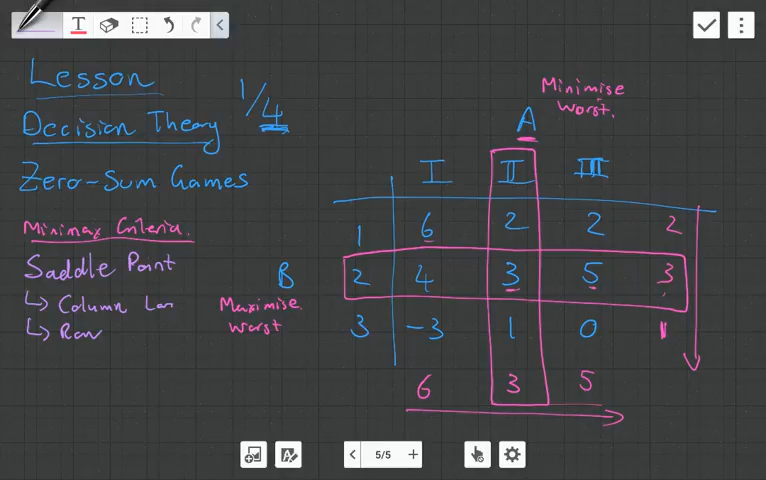 T
Lesson
1/4
Decision Theory
Zero-Sum Games
Minimax Criteria.
Saddle Point
↳ Column Lar
↳ Row
Minimise
Worst.
A
I II III
1 6 2 2 2
B 2 4 3 5 3
Maximise
Worst
3 -3 1 0
6 3 5
5/5